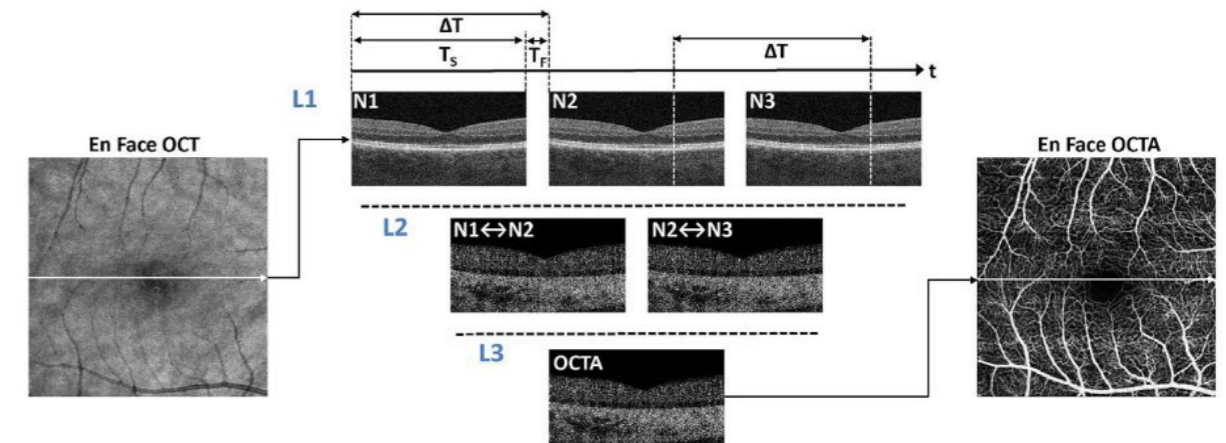 ΔT
T_S
T_F
ΔT
t
L1
N1
N2
N3
En Face OCT
En Face OCTA
L2
N1↔N2
N2↔N3
L3
OCTA